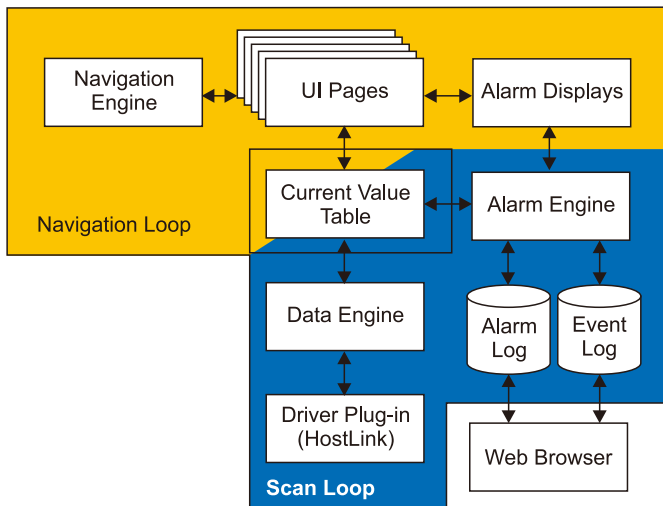 Navigation
Engine
UI Pages
Alarm Displays
Navigation Loop
Current Value
Table
Alarm Engine
Data Engine
Alarm
Log
Event
Log
Driver Plug-in
(HostLink)
Web Browser
Scan Loop